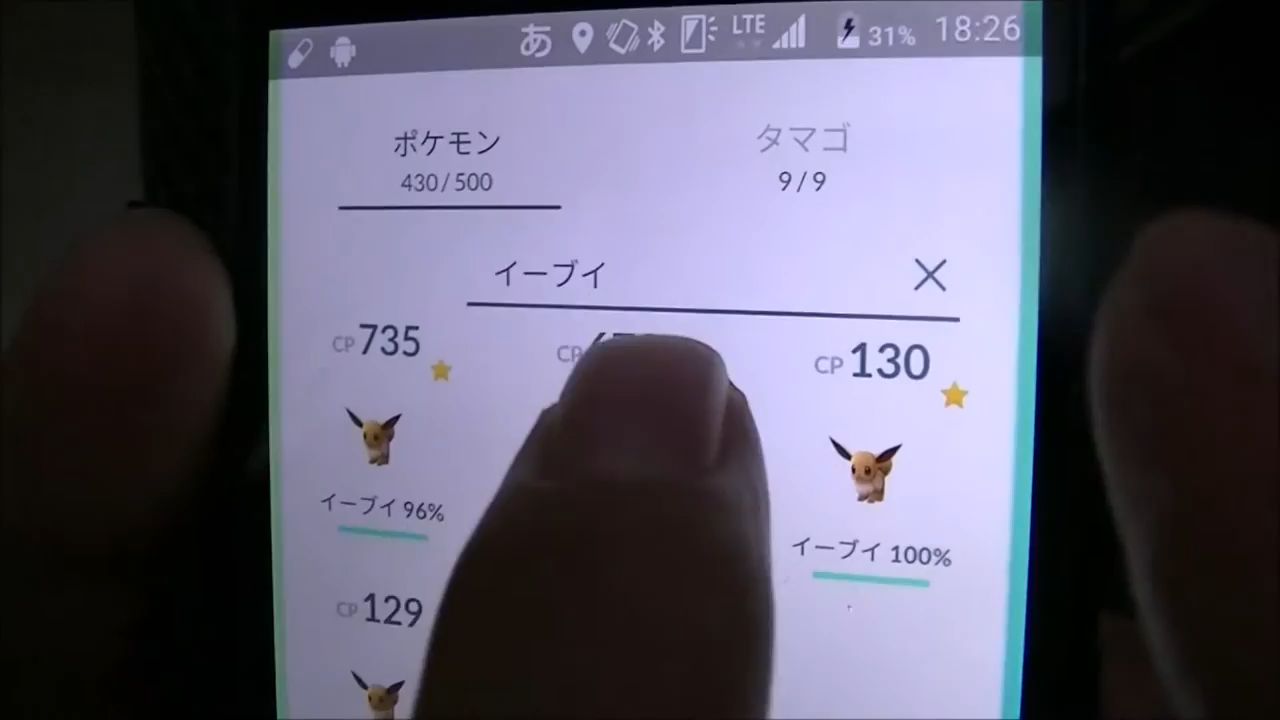 あ LTE 31% 18:26
ポケモン タマゴ
430/500 9/9
イーブイ
CP735 CP CP130
イーブイ 96% イーブイ 100%
CP129